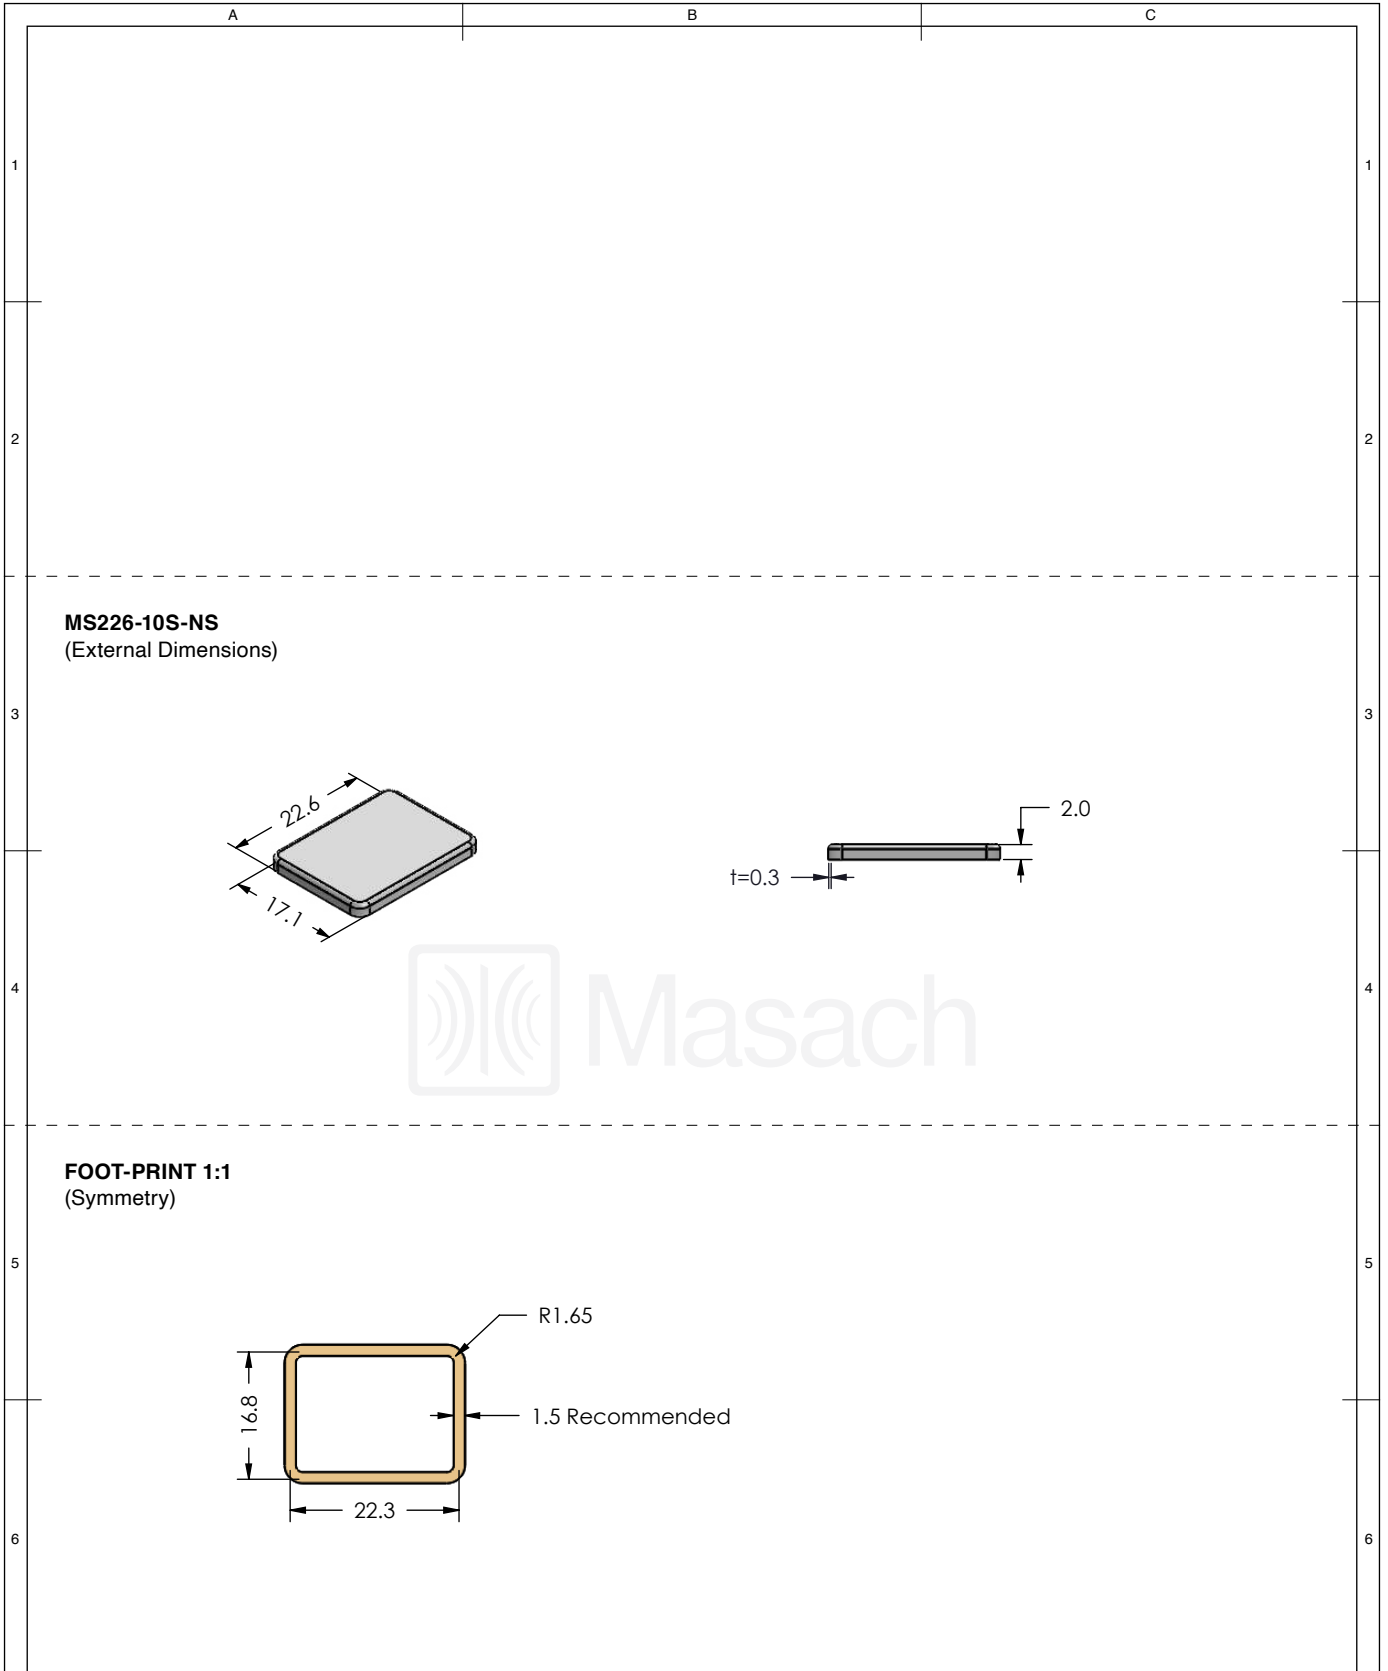 A B C
1 1
2 2
MS226-10S-NS
(External Dimensions)
3 3
22.6
2.0
t=0.3
17.1
Masach
4 4
FOOT-PRINT 1:1
(Symmetry)
5 5
R1.65
16.8
1.5 Recommended
22.3
6 6